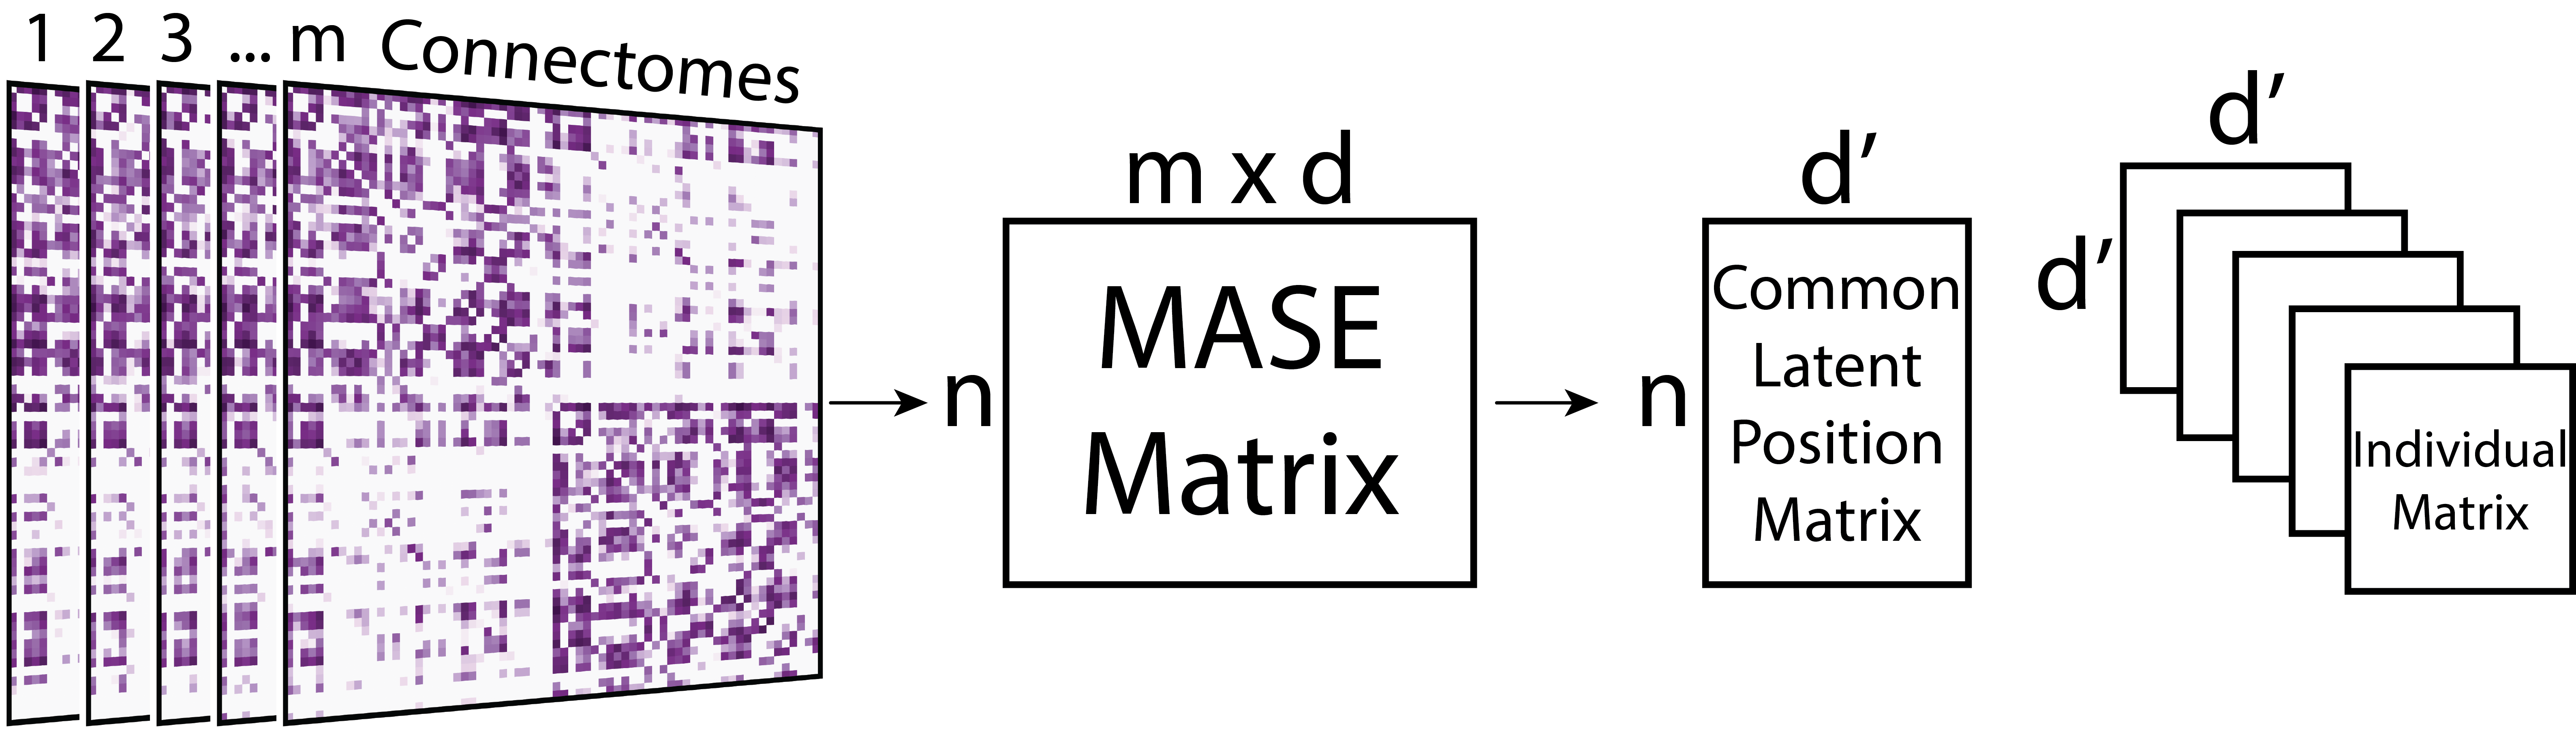 1 2 3 ... m Connectomes
m x d
n
MASE
Matrix
d’
n
Common
Latent
Position
Matrix
d’
d’
Individual
Matrix